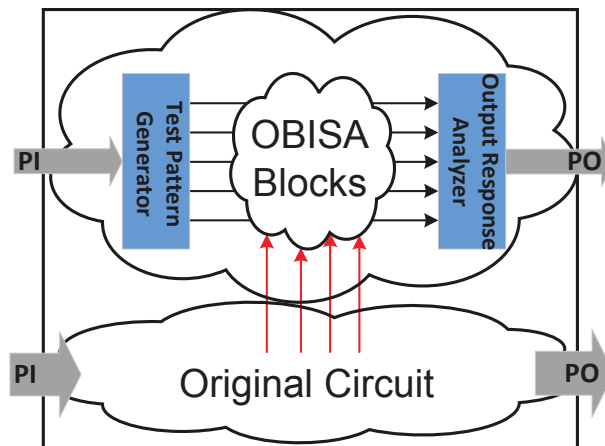 PI
Test Pattern
Generator
OBISA
Blocks
Output Response
Analyzer
PO
PI
Original Circuit
PO